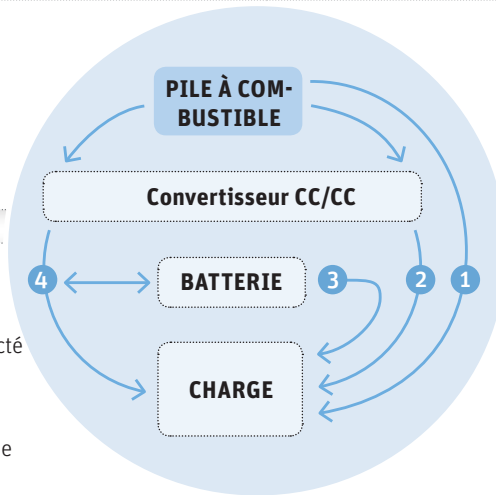 PILE À COM-
BUSTIBLE
Convertisseur CC/CC
4
BATTERIE
3
2
1
cté
CHARGE
e